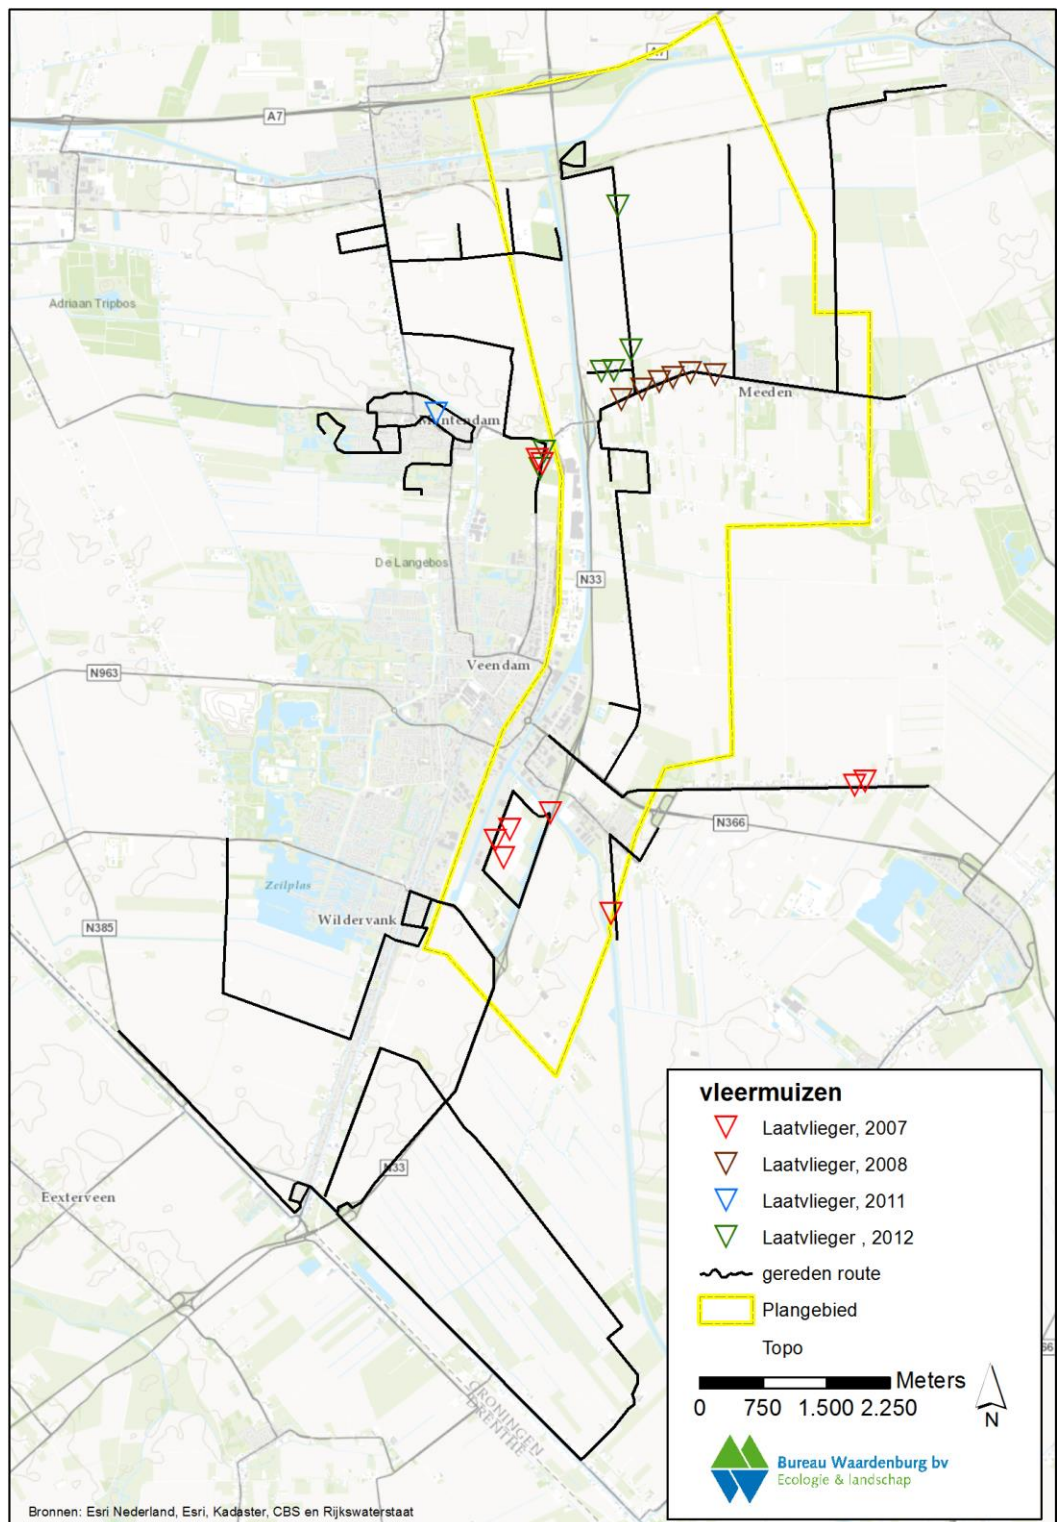 A7
A7
Adriaan Tripbos
Meeden
Muntendam
De Langebos
N33
Veendam
N963
N366
Zeilplas
Wildervank
N385
N33
Eexterveen
GRONINGEN
DRENTHE
66
vleermuizen
Laatvlieger, 2007
Laatvlieger, 2008
Laatvlieger, 2011
Laatvlieger , 2012
gereden route
Plangebied
Topo
Meters
0 750 1.500 2.250
N
Bureau Waardenburg bv
Ecologie & landschap
Bronnen: Esri Nederland, Esri, Kadaster, CBS en Rijkswaterstaat